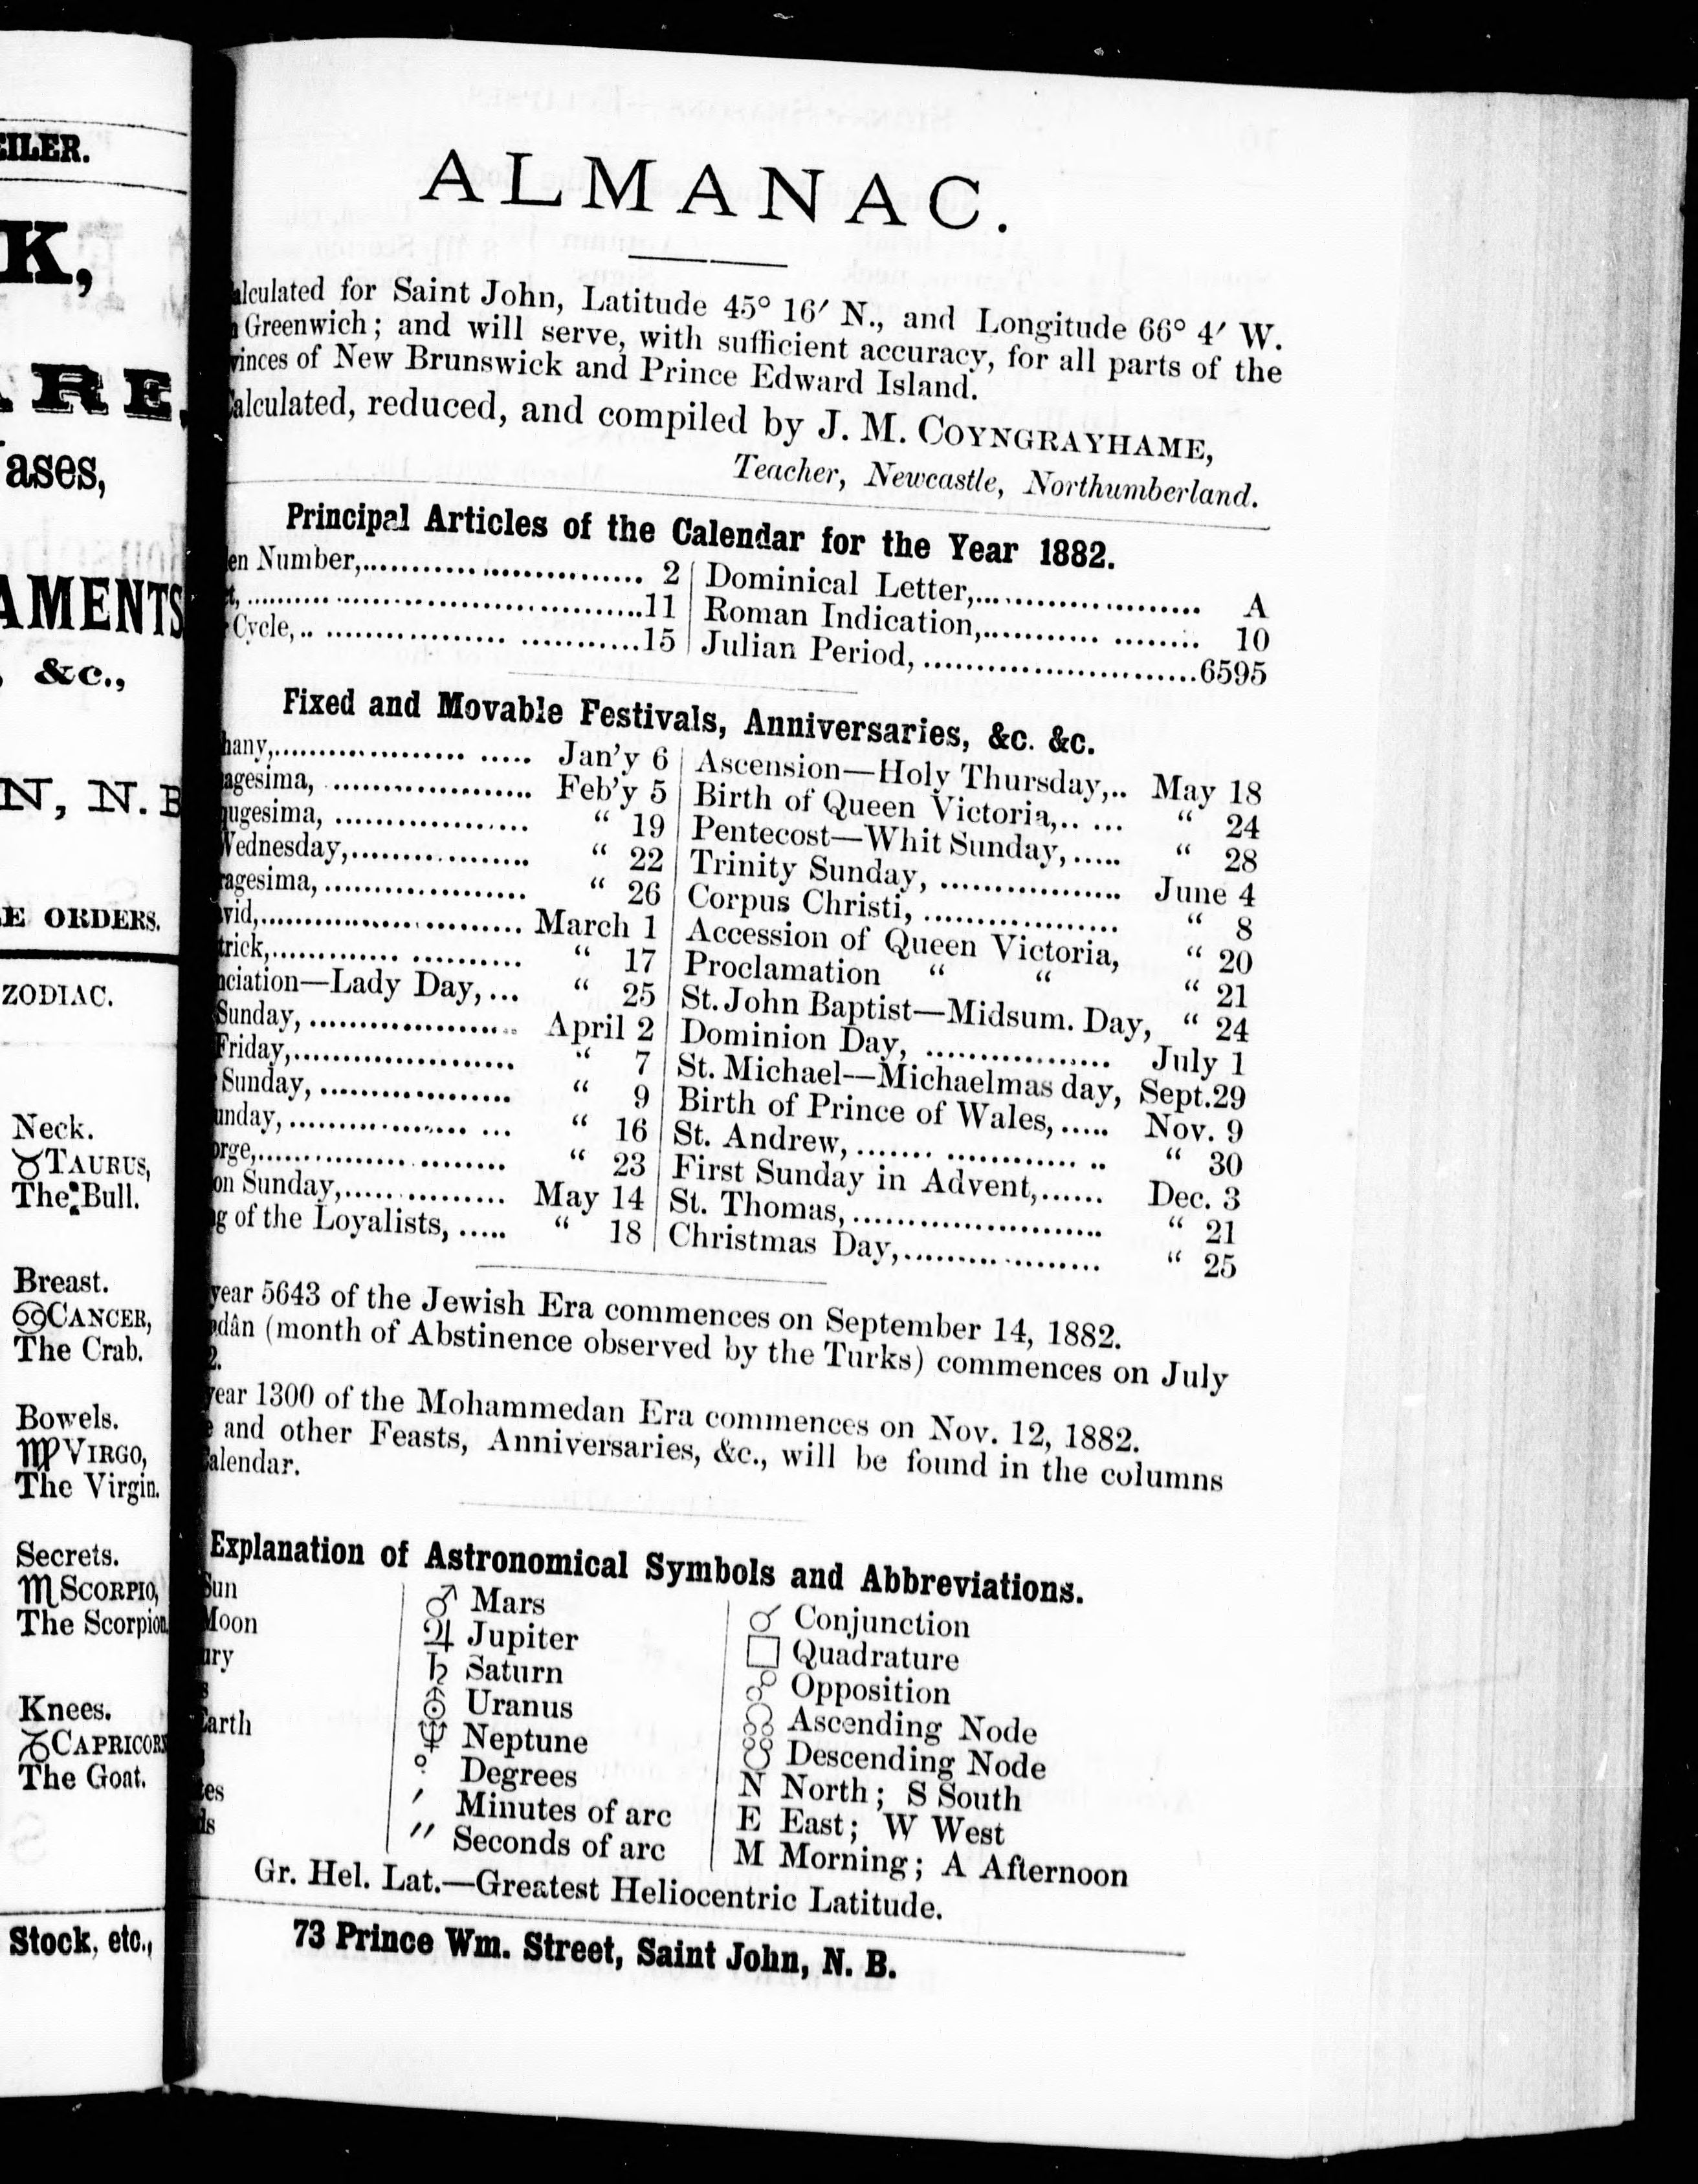 EILER.
K,
ARE,
Vases,
AMENTS
, &c.,
N, N. B
LE ORDERS.
ZODIAC.
Neck.
♉TAURUS,
The Bull.
Breast.
♋CANCER,
The Crab.
Bowels.
♍VIRGO,
The Virgin.
Secrets.
♏SCORPIO,
The Scorpion.
Knees.
♑CAPRICORN
The Goat.
Stock, etc.,
ALMANAC.
alculated for Saint John, Latitude 45° 16′ N., and Longitude 66° 4′ W.
Greenwich; and will serve, with sufficient accuracy, for all parts of the
vinces of New Brunswick and Prince Edward Island.
alculated, reduced, and compiled by J. M. COYNGRAYHAME,
Teacher, Newcastle, Northumberland.
Principal Articles of the Calendar for the Year 1882.
en Number,.............................. 2 | Dominical Letter,........................ A
t,..........................................11 | Roman Indication,...................... 10
Cycle,.....................................15 | Julian Period,............................6595
Fixed and Movable Festivals, Anniversaries, &c. &c.
hany,......................... Jan'y 6 | Ascension—Holy Thursday,.. May 18
agesima, .................... Feb'y 5 | Birth of Queen Victoria,..... “ 24
ugesima, ................... “ 19 | Pentecost—Whit Sunday,..... “ 28
Wednesday,.................. “ 22 | Trinity Sunday, ................. June 4
ragesima,.................... “ 26 | Corpus Christi, .................. “ 8
vid,........................... March 1 | Accession of Queen Victoria, “ 20
trick,......................... “ 17 | Proclamation “ “ “ 21
nciation—Lady Day,... “ 25 | St. John Baptist—Midsum. Day, “ 24
Sunday, ..................... April 2 | Dominion Day, ................. July 1
Friday,...................... “ 7 | St. Michael—Michaelmas day, Sept.29
Sunday, ................... “ 9 | Birth of Prince of Wales,..... Nov. 9
unday, ..................... “ 16 | St. Andrew,....................... “ 30
orge,........................ “ 23 | First Sunday in Advent,...... Dec. 3
on Sunday,................ May 14 | St. Thomas,....................... “ 21
g of the Loyalists, ..... “ 18 | Christmas Day,.................. “ 25
year 5643 of the Jewish Era commences on September 14, 1882.
dân (month of Abstinence observed by the Turks) commences on July
2.
year 1300 of the Mohammedan Era commences on Nov. 12, 1882.
e and other Feasts, Anniversaries, &c., will be found in the columns
alendar.
Explanation of Astronomical Symbols and Abbreviations.
Sun | ♂ Mars | ☌ Conjunction
Moon | ♃ Jupiter | □ Quadrature
ury | ♄ Saturn | ☍ Opposition
s | ⛢ Uranus | ☊ Ascending Node
Earth | ♆ Neptune | ☋ Descending Node
s | ° Degrees | N North; S South
tes | ′ Minutes of arc | E East; W West
ds | ″ Seconds of arc | M Morning; A Afternoon
Gr. Hel. Lat.—Greatest Heliocentric Latitude.
73 Prince Wm. Street, Saint John, N. B.